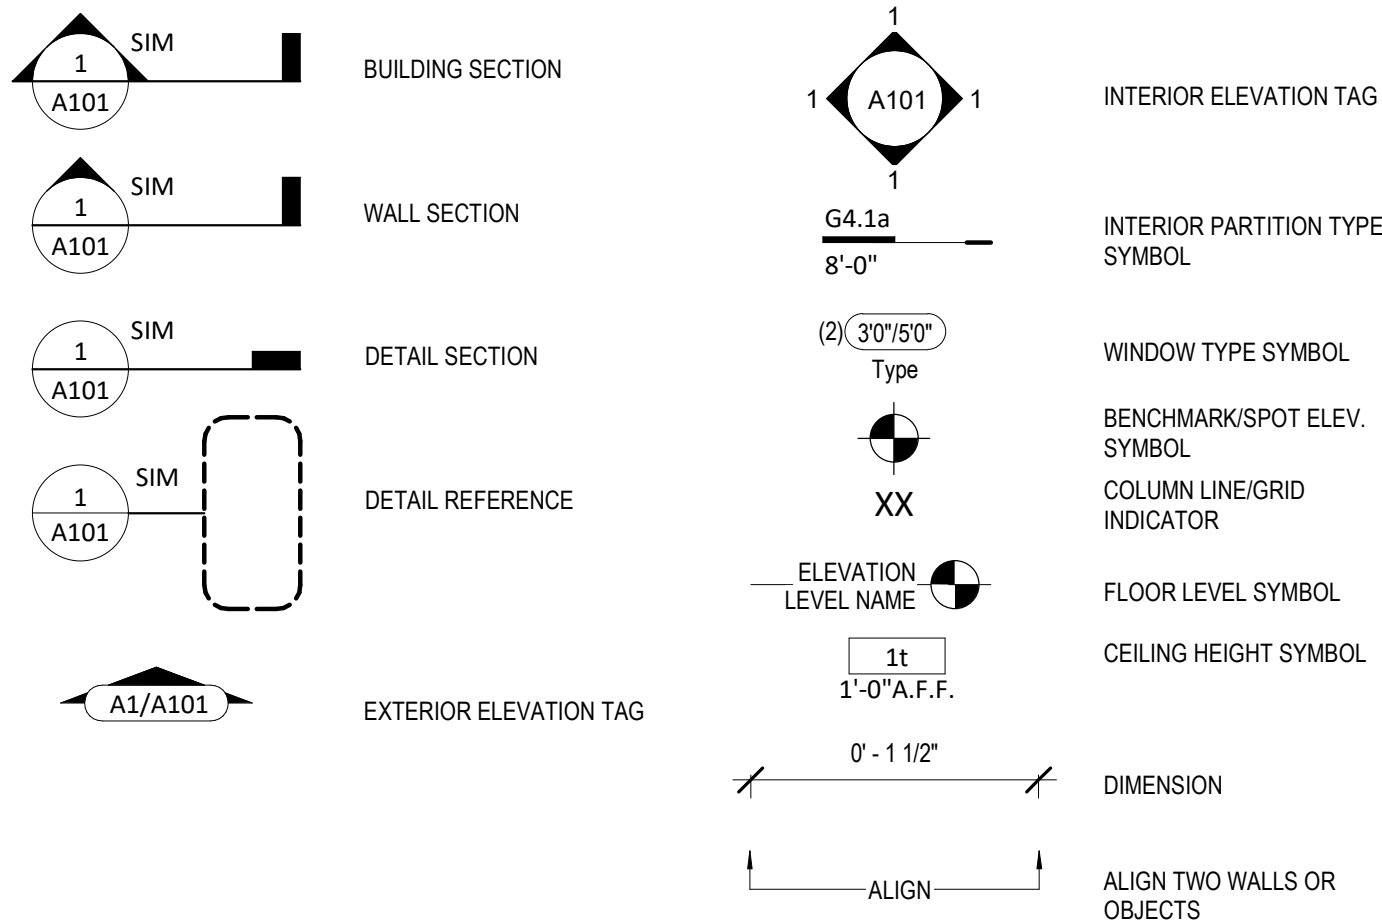 SIM
1
A101
BUILDING SECTION
SIM
1
A101
WALL SECTION
SIM
1
A101
DETAIL SECTION
SIM
1
A101
DETAIL REFERENCE
A1/A101
EXTERIOR ELEVATION TAG
1
1 A101 1
1
INTERIOR ELEVATION TAG
G4.1a
8'-0"
INTERIOR PARTITION TYPE
SYMBOL
(2) 3'0"/5'0"
Type
WINDOW TYPE SYMBOL
BENCHMARK/SPOT ELEV.
SYMBOL
XX
COLUMN LINE/GRID
INDICATOR
ELEVATION
LEVEL NAME
FLOOR LEVEL SYMBOL
1t
1'-0"A.F.F.
CEILING HEIGHT SYMBOL
0' - 1 1/2"
DIMENSION
ALIGN
ALIGN TWO WALLS OR
OBJECTS